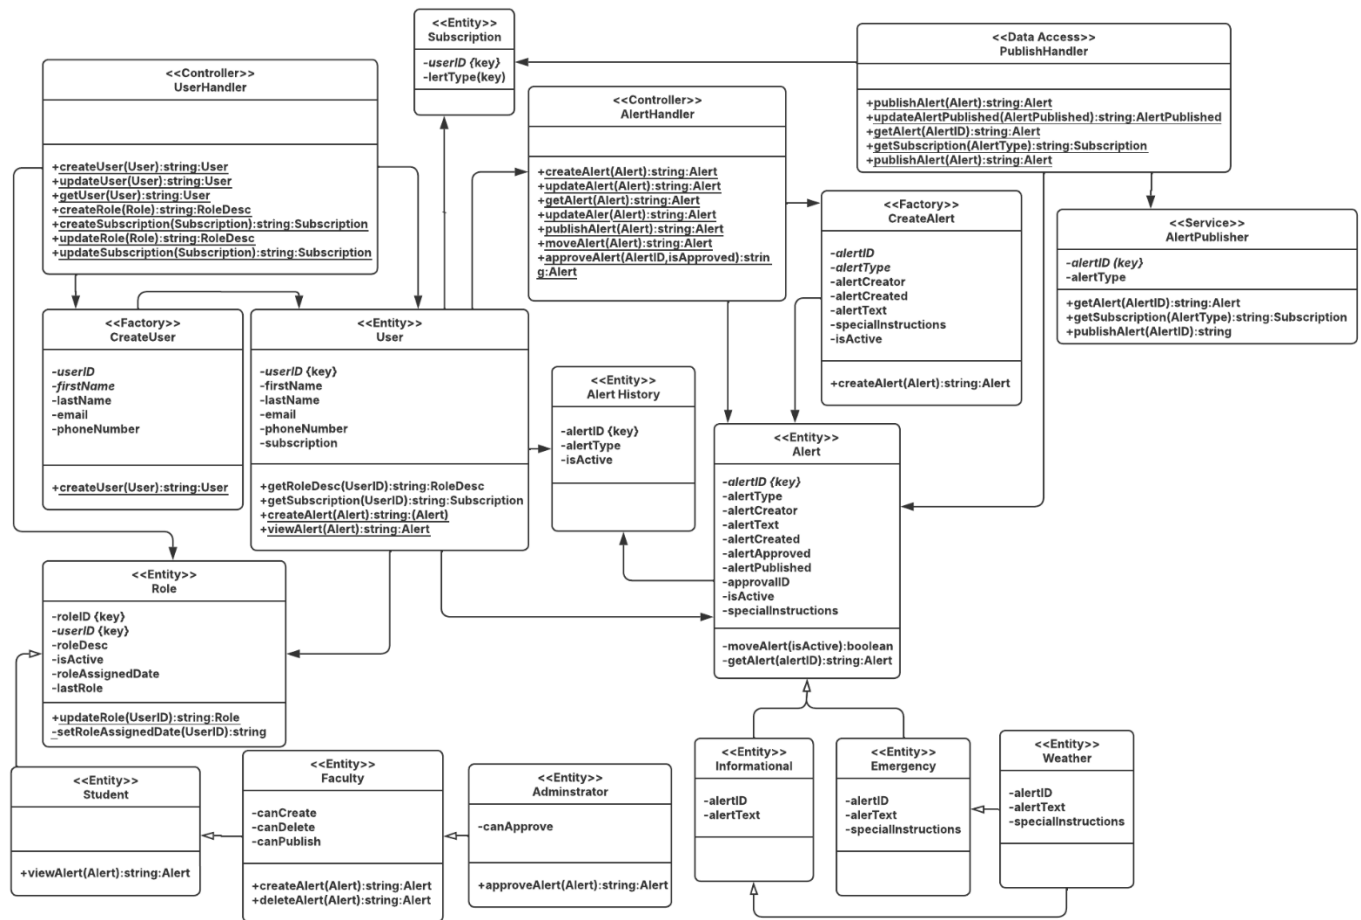 <<Entity>>
Subscription
-userID {key}
-lertType(key)
<<Data Access>>
PublishHandler
+publishAlert(Alert):string:Alert
+updateAlertPublished(AlertPublished):string:AlertPublished
+getAlert(AlertID):string:Alert
+getSubscription(AlertType):string:Subscription
+publishAlert(Alert):string:Alert
<<Controller>>
UserHandler
+createUser(User):string:User
+updateUser(User):string:User
+getUser(User):string:User
+createRole(Role):string:RoleDesc
+createSubscription(Subscription):string:Subscription
+updateRole(Role):string:RoleDesc
+updateSubscription(Subscription):string:Subscription
<<Controller>>
AlertHandler
+createAlert(Alert):string:Alert
+updateAlert(Alert):string:Alert
+getAlert(Alert):string:Alert
+updateAler(Alert):string:Alert
+publishAlert(Alert):string:Alert
+moveAlert(Alert):string:Alert
+approveAlert(AlertID,isApproved):strin
g:Alert
<<Factory>>
CreateAlert
-alertID
-alertType
-alertCreator
-alertCreated
-alertText
-specialInstructions
-isActive
+createAlert(Alert):string:Alert
<<Service>>
AlertPublisher
-alertID (key)
-alertType
+getAlert(AlertID):string:Alert
+getSubscription(AlertType):string:Subscription
+publishAlert(AlertID):string
<<Factory>>
CreateUser
-userID
-firstName
-lastName
-email
-phoneNumber
+createUser(User):string:User
<<Entity>>
User
-userID {key}
-firstName
-lastName
-email
-phoneNumber
-subscription
+getRoleDesc(UserID):string:RoleDesc
+getSubscription(UserID):string:Subscription
+createAlert(Alert):string:(Alert)
+viewAlert(Alert):string:Alert
<<Entity>>
Alert History
-alertID {key}
-alertType
-isActive
<<Entity>>
Alert
-alertID {key}
-alertType
-alertCreator
-alertText
-alertCreated
-alertApproved
-alertPublished
-approvalID
-isActive
-specialInstructions
-moveAlert(isActive):boolean
-getAlert(alertID):string:Alert
<<Entity>>
Role
-roleID {key}
-userID {key}
-roleDesc
-isActive
-roleAssignedDate
-lastRole
+updateRole(UserID):string:Role
-setRoleAssignedDate(UserID):string
<<Entity>>
Student
+viewAlert(Alert):string:Alert
<<Entity>>
Faculty
-canCreate
-canDelete
-canPublish
+createAlert(Alert):string:Alert
+deleteAlert(Alert):string:Alert
<<Entity>>
Adminstrator
-canApprove
+approveAlert(Alert):string:Alert
<<Entity>>
Informational
-alertID
-alertText
<<Entity>>
Emergency
-alertID
-alerText
-specialInstructions
<<Entity>>
Weather
-alertID
-alertText
-specialInstructions